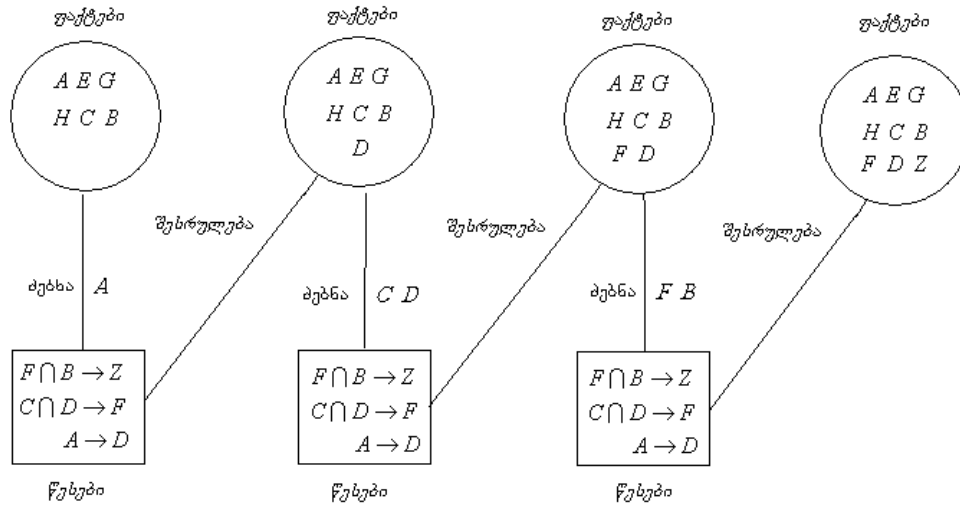 ფაქტები
A E G
H C B
ძებნა A
F ⋂ B → Z
C ⋂ D → F
A → D
წესები
შესრულება
ფაქტები
A E G
H C B
D
ძებნა C D
F ⋂ B → Z
C ⋂ D → F
A → D
წესები
შესრულება
ფაქტები
A E G
H C B
F D
ძებნა F B
F ⋂ B → Z
C ⋂ D → F
A → D
წესები
შესრულება
ფაქტები
A E G
H C B
F D Z